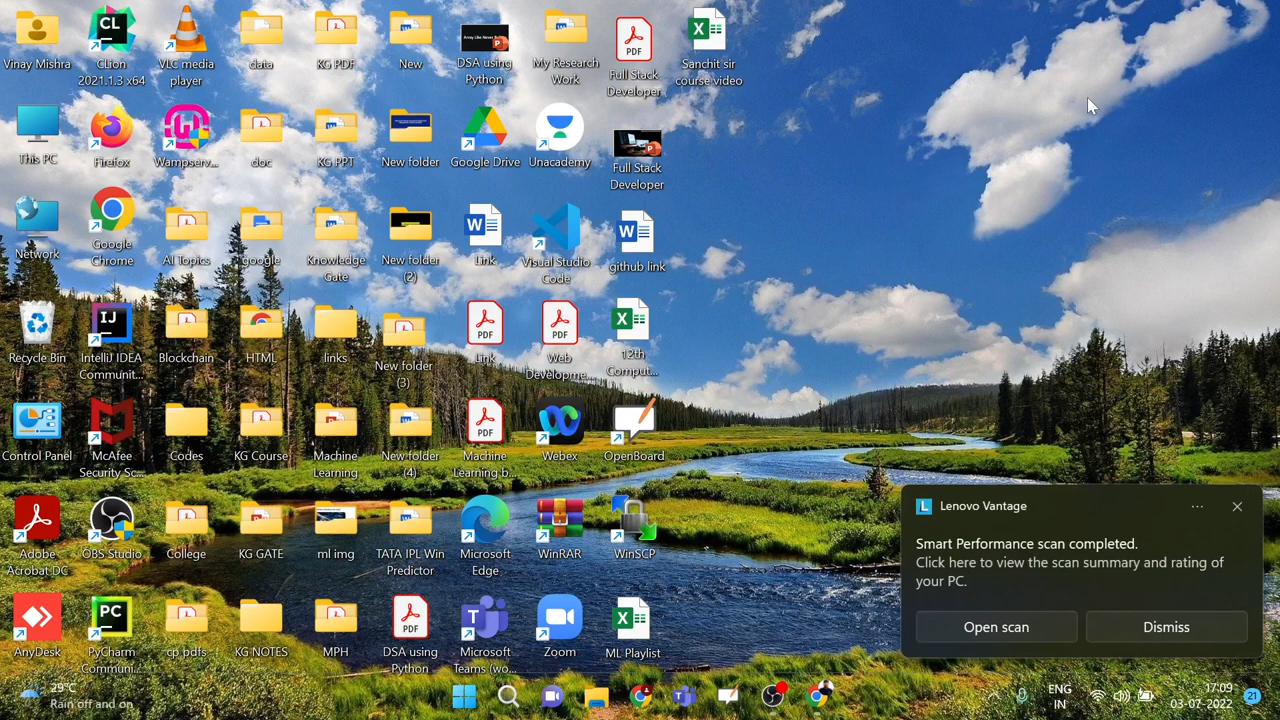 Vinay Mishra
CLion
2021.1.3 x64
VLC media
player
data
KG PDF
New
DSA using
Python
My Research
Work
Full Stack
Developer
Sanchit sir
course video
This PC
Firefox
Wampserv...
doc
KG PPT
New folder
Google Drive
Unacademy
Full Stack
Developer
Network
Google
Chrome
AI Topics
google
Knowledge
Gate
New folder
(2)
Link
Visual Studio
Code
github link
Recycle Bin
IntelliJ IDEA
Communit...
Blockchain
HTML
links
New folder
(3)
Link
Web
Developme...
12th
Comput...
Control Panel
McAfee
Security Sc...
Codes
KG Course
Machine
Learning
New folder
(4)
Machine
Learning b...
Webex
OpenBoard
Adobe
Acrobat DC
OBS Studio
College
KG GATE
ml img
TATA IPL Win
Predictor
Microsoft
Edge
WinRAR
WinSCP
AnyDesk
PyCharm
Communi...
cp pdfs
KG NOTES
MPH
DSA using
Python
Microsoft
Teams (wo...
Zoom
ML Playlist
Lenovo Vantage
Smart Performance scan completed.
Click here to view the scan summary and rating of
your PC.
Open scan
Dismiss
29°C
Rain off and on
ENG
IN
17:09
03-07-2022
21